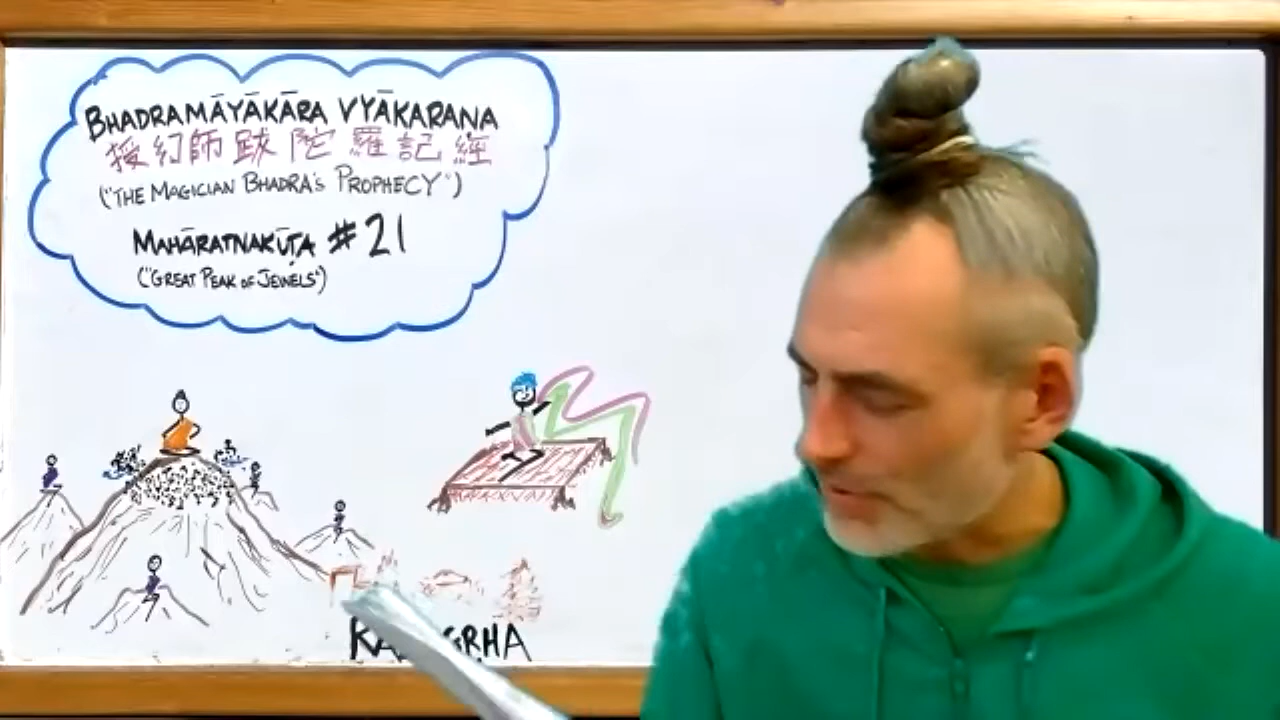 BHADRAMĀYĀKĀRA VYĀKARANA
授幻師跋陀羅記經
("THE MAGICIAN BHADRA'S PROPHECY")
MAHĀRATNAKŪṬA #21
("GREAT PEAK OF JEWELS")